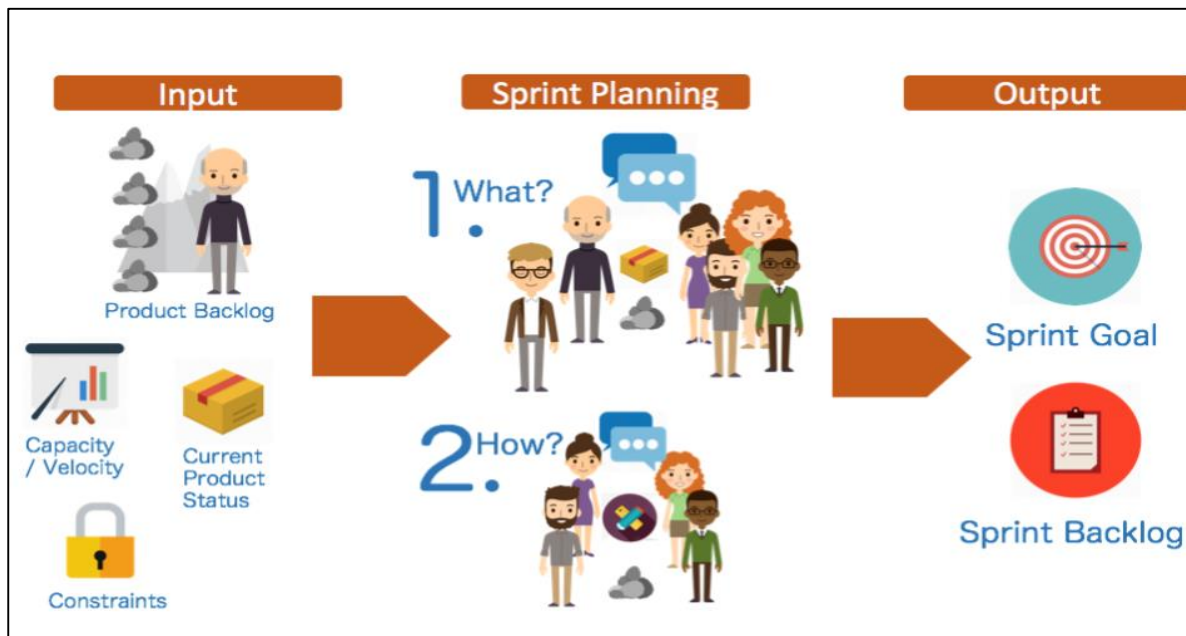 Input
Sprint Planning
Output
Product Backlog
Capacity
/ Velocity
Current
Product
Status
Constraints
1. What?
2. How?
Sprint Goal
Sprint Backlog